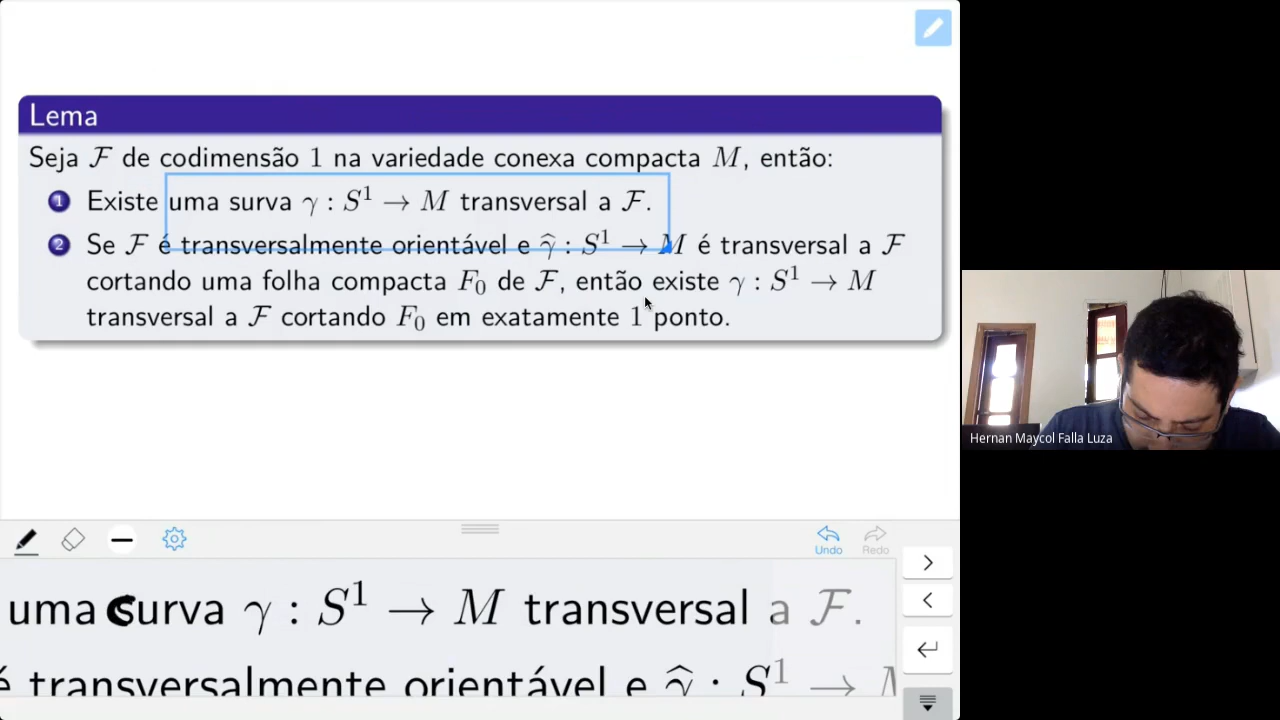 Lema
Seja ℱ de codimensão 1 na variedade conexa compacta M, então:
1 Existe uma surva γ : S¹ → M transversal a ℱ.
2 Se ℱ é transversalmente orientável e γ̂ : S¹ → M é transversal a ℱ
cortando uma folha compacta F₀ de ℱ, então existe γ : S¹ → M
transversal a ℱ cortando F₀ em exatamente 1 ponto.
Hernan Maycol Falla Luza
Undo
Redo
uma curva γ : S¹ → M transversal a ℱ.
é transversalmente orientável e γ̂ : S¹ → M